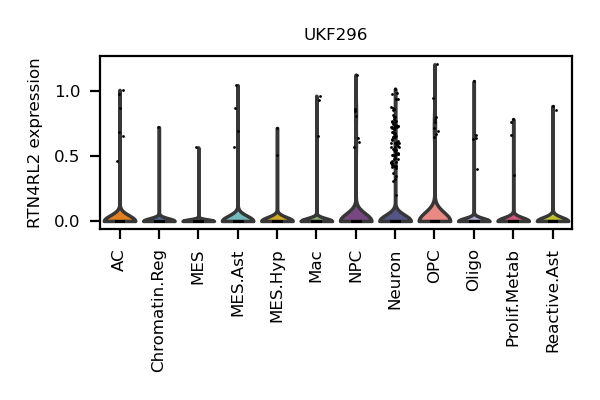 UKF296
RTN4RL2 expression
1.0
0.5
0.0
AC
Chromatin.Reg
MES
MES.Ast
MES.Hyp
Mac
NPC
Neuron
OPC
Oligo
Prolif.Metab
Reactive.Ast